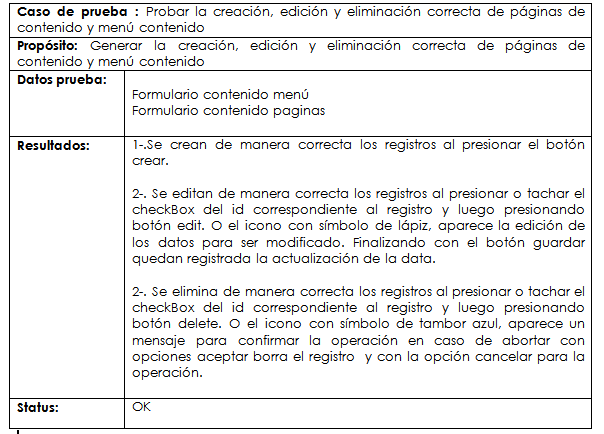 Caso de prueba : Probar la creación, edición y eliminación correcta de páginas de
contenido y menú contenido
Propósito: Generar la creación, edición y eliminación correcta de páginas de
contenido y menú contenido
Datos prueba:
Formulario contenido menú
Formulario contenido paginas
Resultados:
1-.Se crean de manera correcta los registros al presionar el botón
crear.
2-. Se editan de manera correcta los registros al presionar o tachar el
checkBox del id correspondiente al registro y luego presionando
botón edit. O el icono con símbolo de lápiz, aparece la edición de
los datos para ser modificado. Finalizando con el botón guardar
quedan registrada la actualización de la data.
2-. Se elimina de manera correcta los registros al presionar o tachar el
checkBox del id correspondiente al registro y luego presionando
botón delete. O el icono con símbolo de tambor azul, aparece un
mensaje para confirmar la operación en caso de abortar con
opciones aceptar borra el registro y con la opción cancelar para la
operación.
Status:
OK